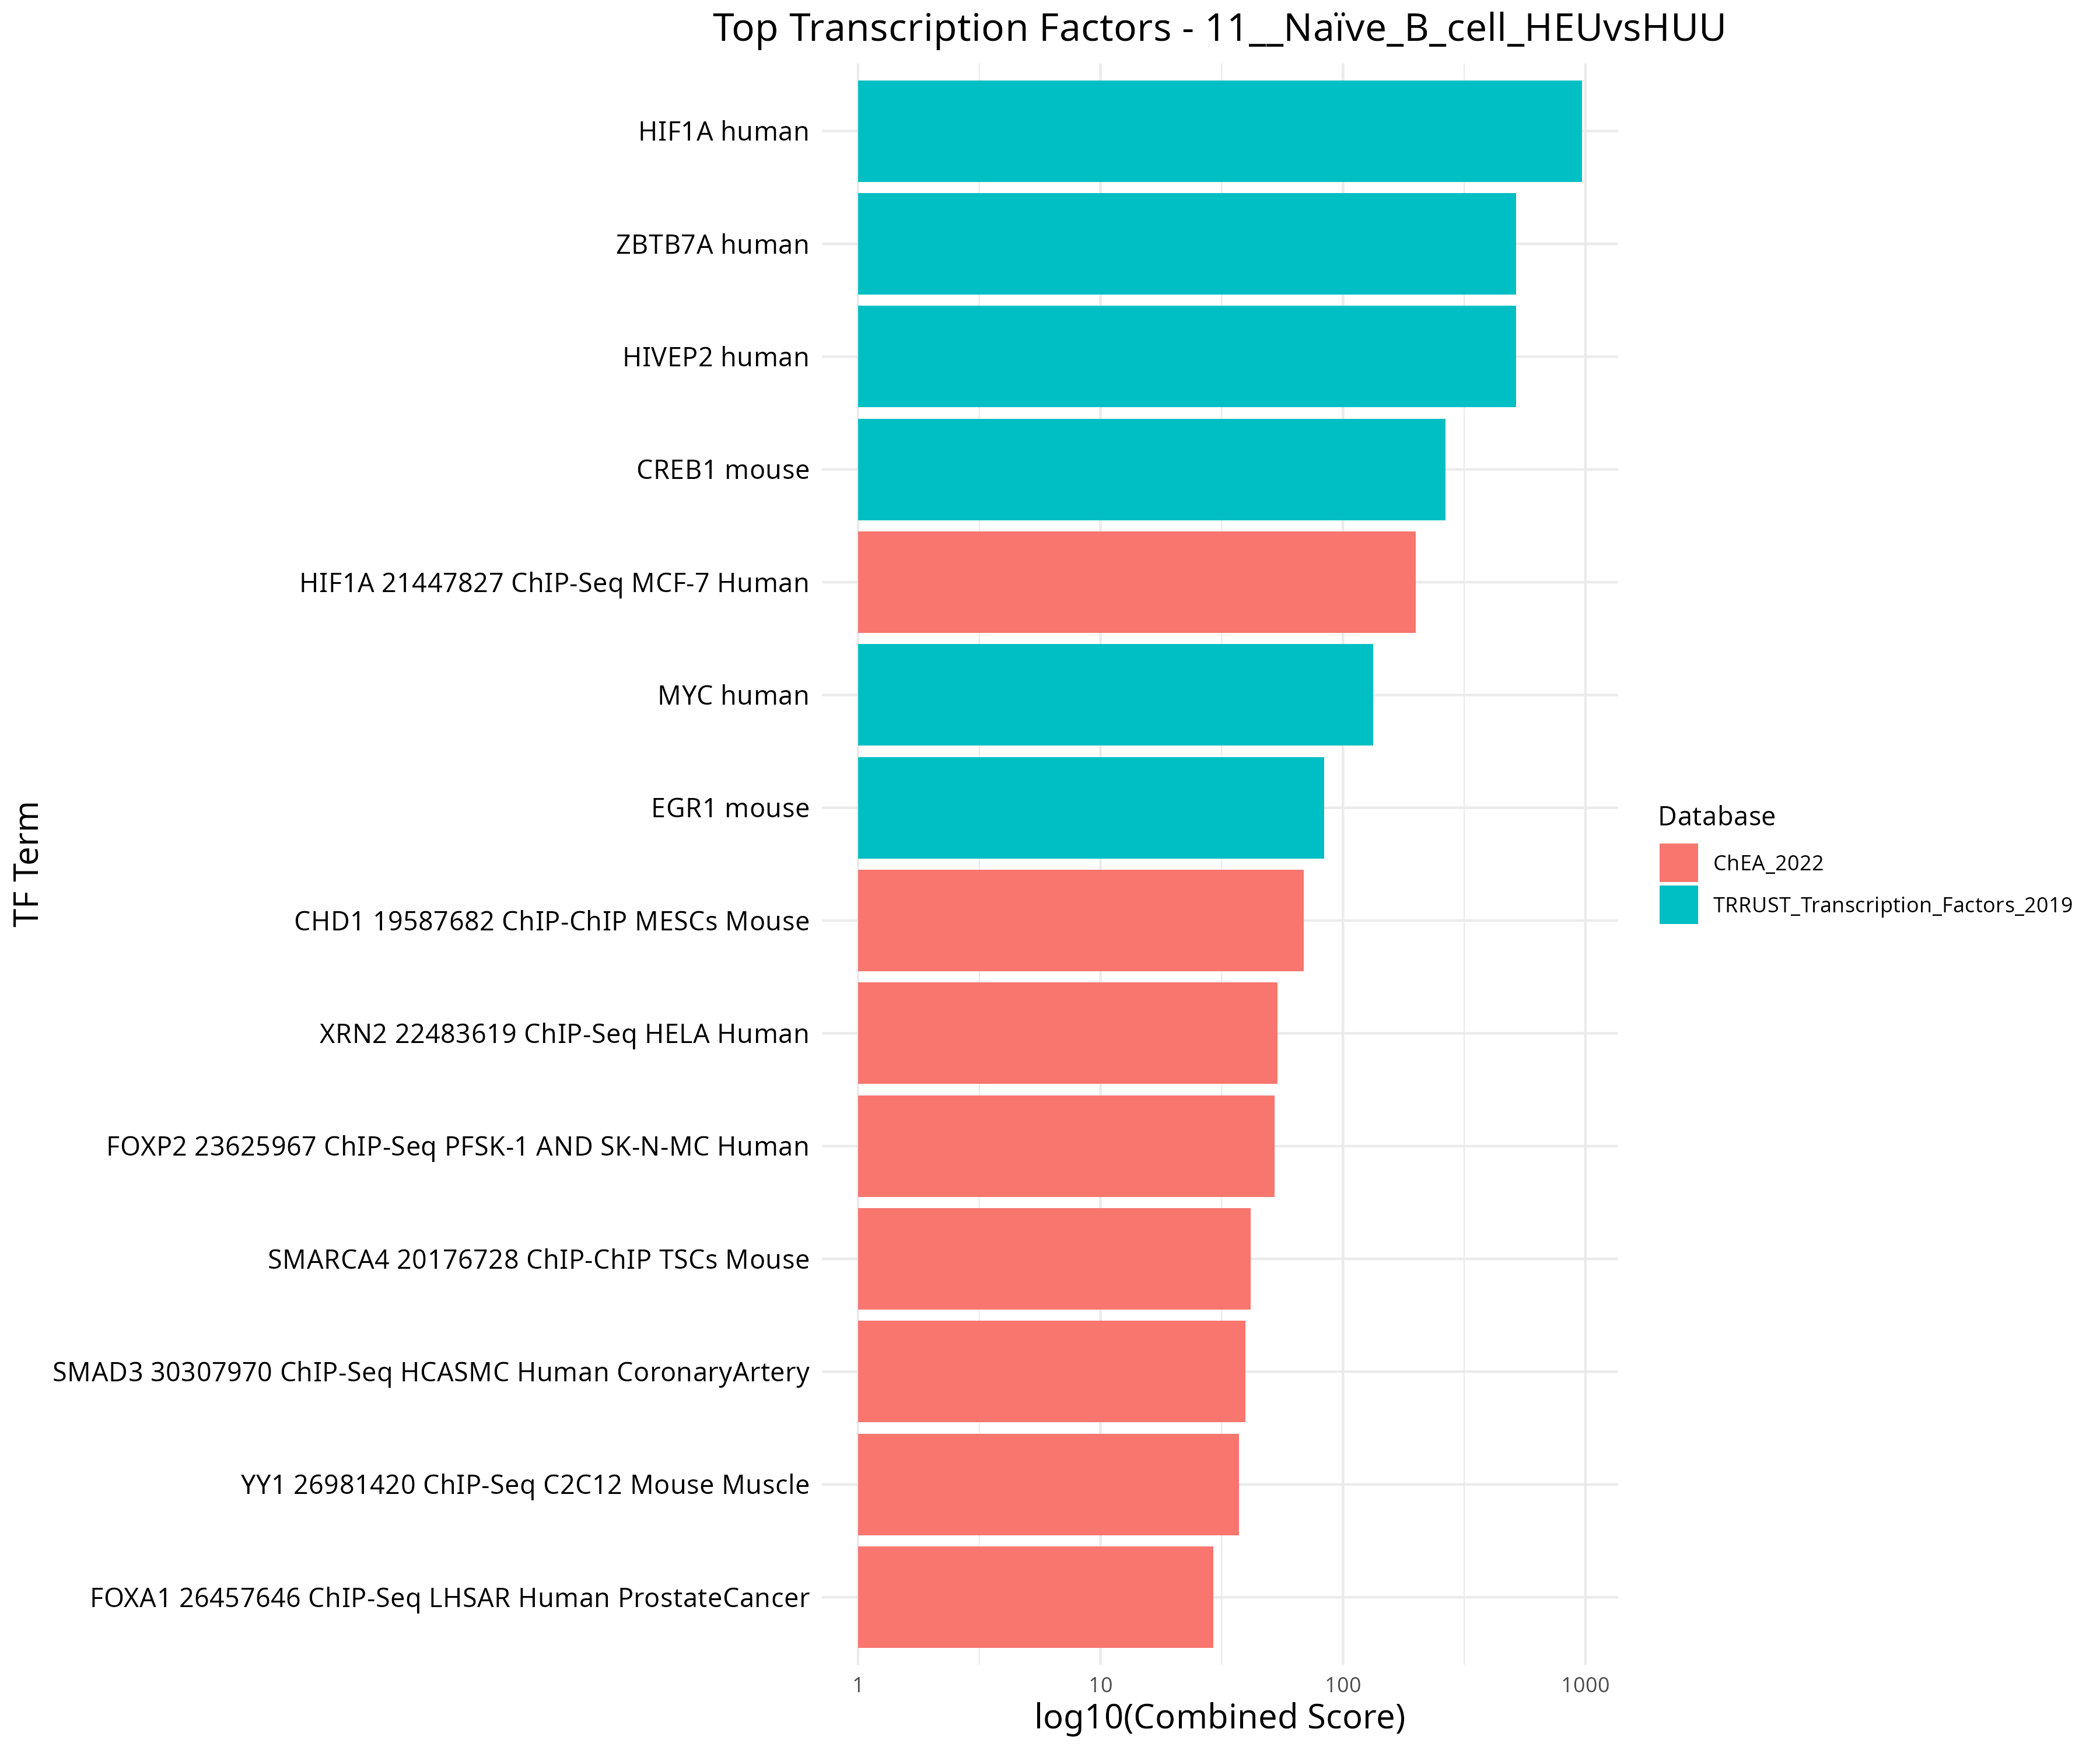 Top Transcription Factors - 11__Naïve_B_cell_HEUvsHUU
HIF1A human
ZBTB7A human
HIVEP2 human
CREB1 mouse
HIF1A 21447827 ChIP-Seq MCF-7 Human
MYC human
EGR1 mouse
CHD1 19587682 ChIP-ChIP MESCs Mouse
XRN2 22483619 ChIP-Seq HELA Human
FOXP2 23625967 ChIP-Seq PFSK-1 AND SK-N-MC Human
SMARCA4 20176728 ChIP-ChIP TSCs Mouse
SMAD3 30307970 ChIP-Seq HCASMC Human CoronaryArtery
YY1 26981420 ChIP-Seq C2C12 Mouse Muscle
FOXA1 26457646 ChIP-Seq LHSAR Human ProstateCancer
TF Term
1 10 100 1000
log10(Combined Score)
Database
ChEA_2022
TRRUST_Transcription_Factors_2019